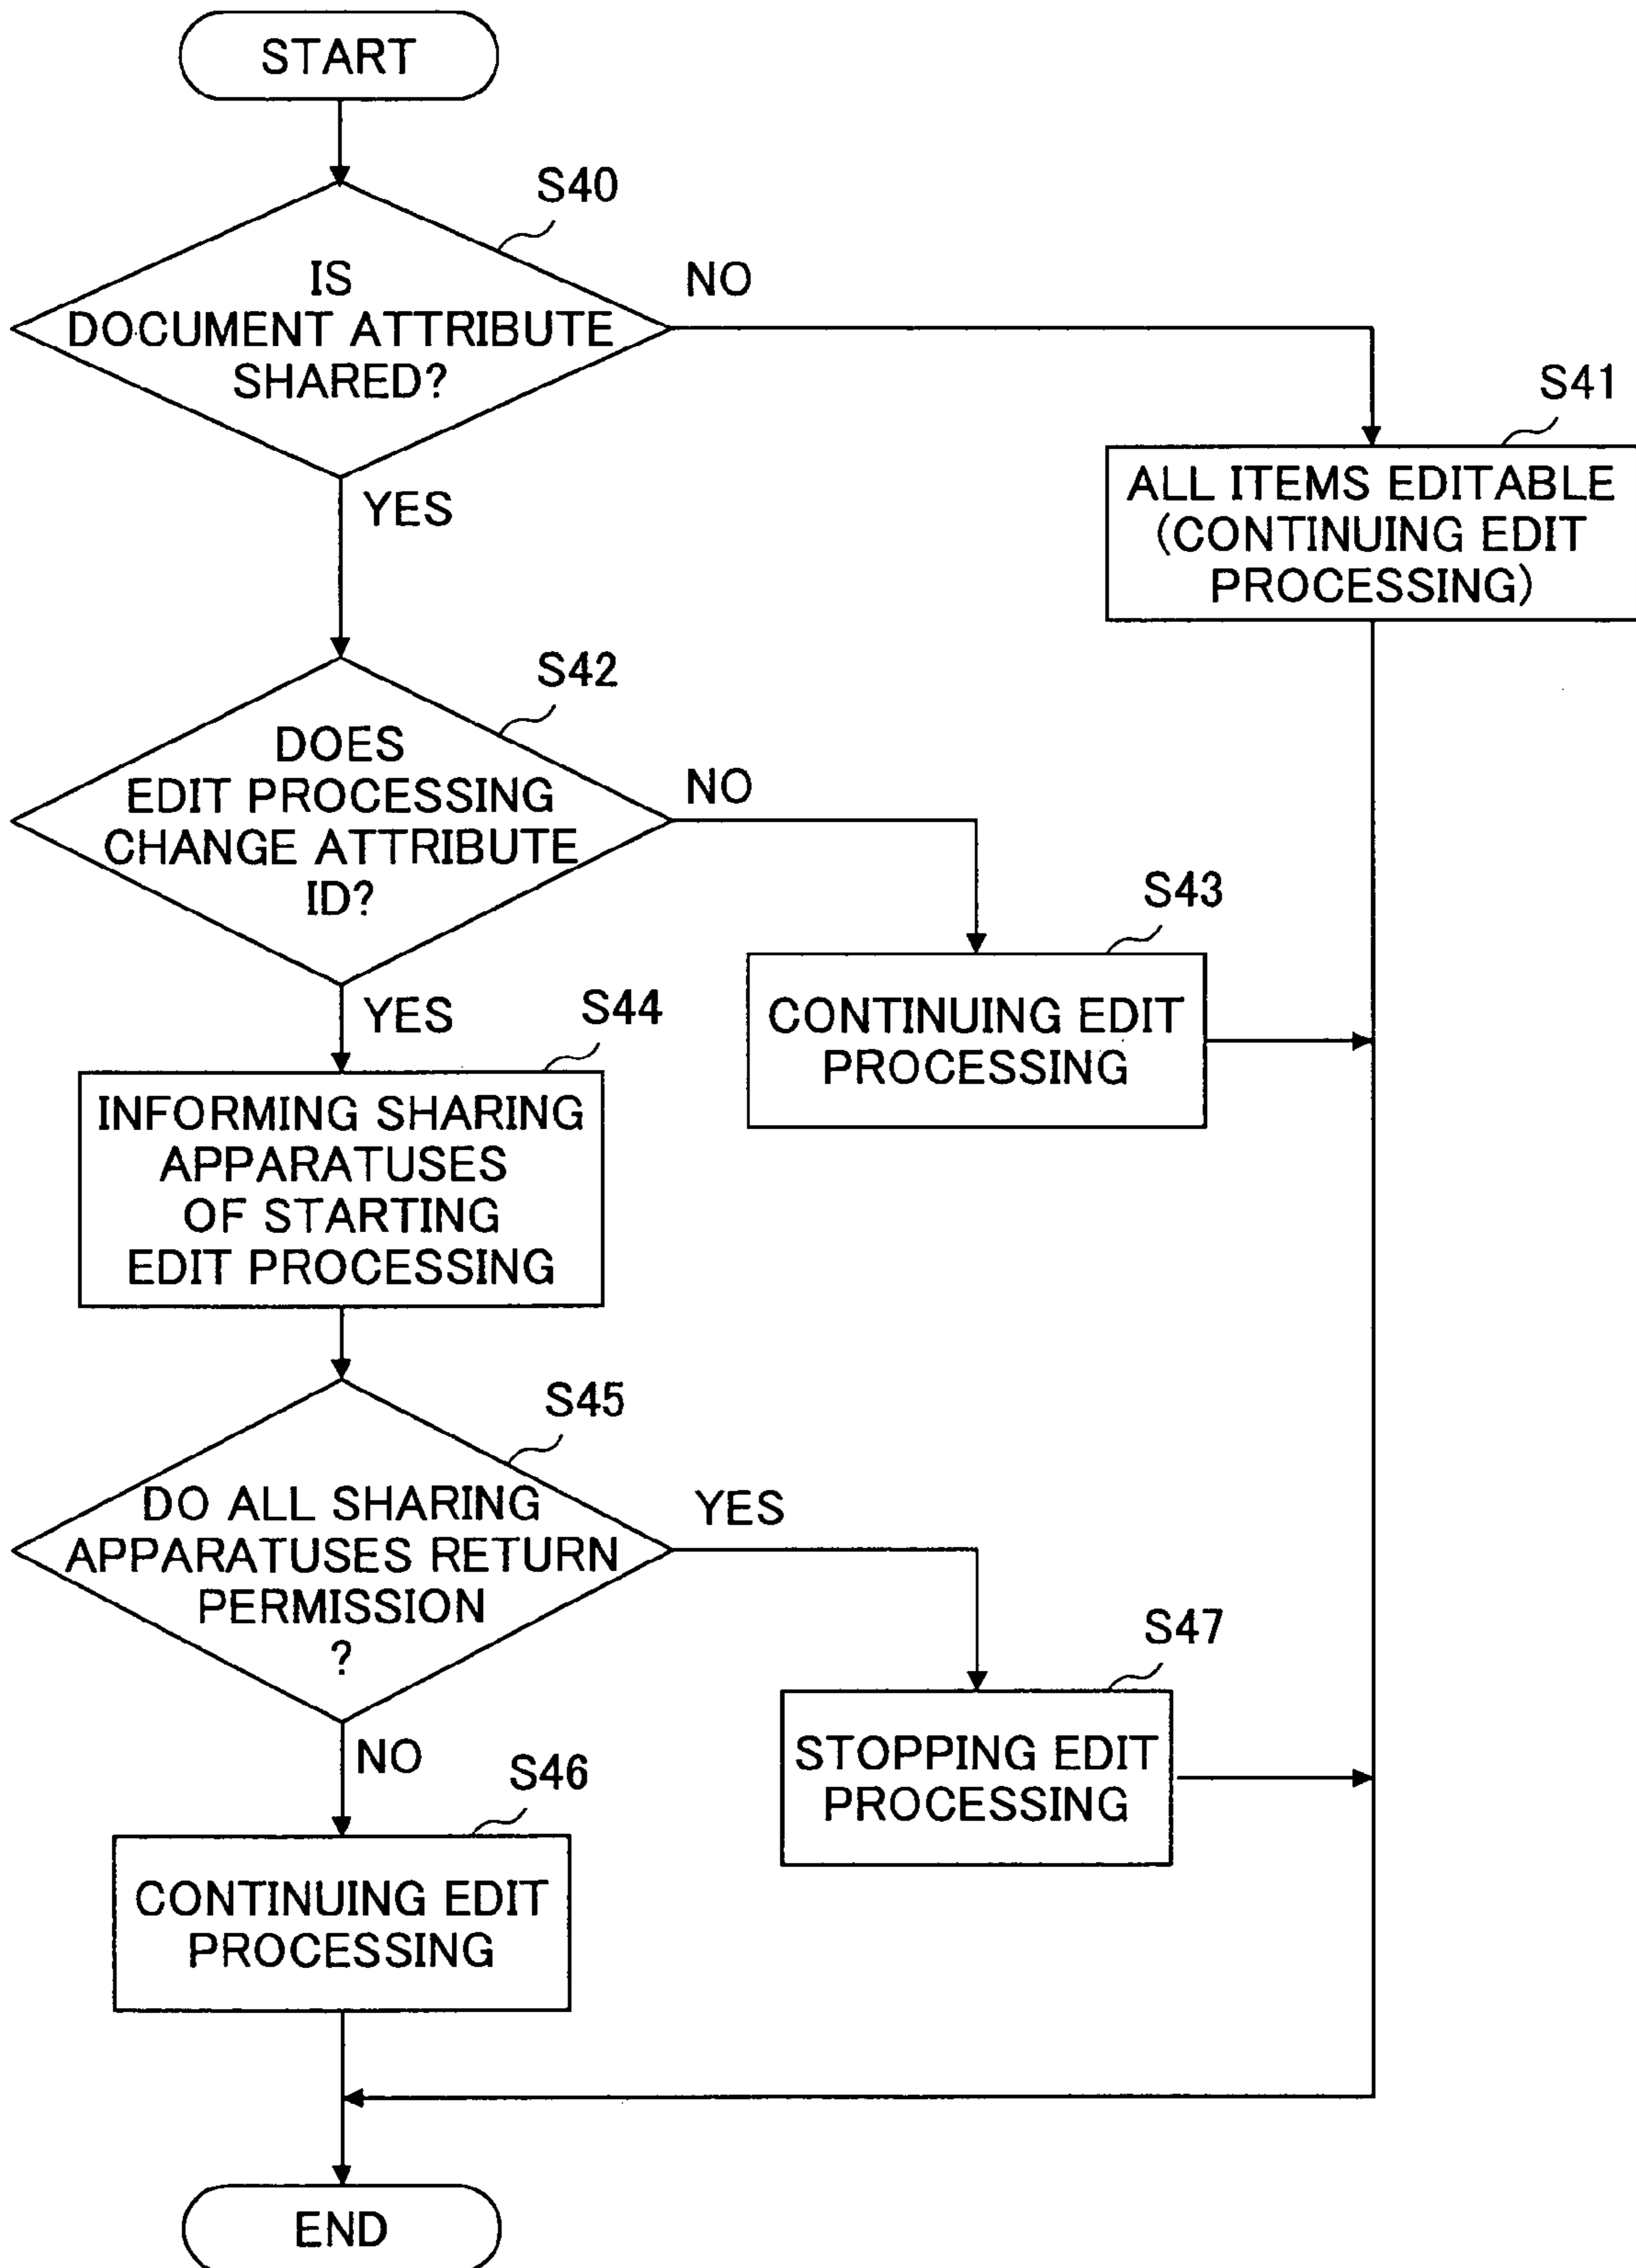 START
S40
IS
DOCUMENT ATTRIBUTE
SHARED?
NO
YES
S41
ALL ITEMS EDITABLE
(CONTINUING EDIT
PROCESSING)
S42
DOES
EDIT PROCESSING
CHANGE ATTRIBUTE
ID?
NO
YES
S43
CONTINUING EDIT
PROCESSING
S44
INFORMING SHARING
APPARATUSES
OF STARTING
EDIT PROCESSING
S45
DO ALL SHARING
APPARATUSES RETURN
PERMISSION
?
YES
NO
S47
STOPPING EDIT
PROCESSING
S46
CONTINUING EDIT
PROCESSING
END